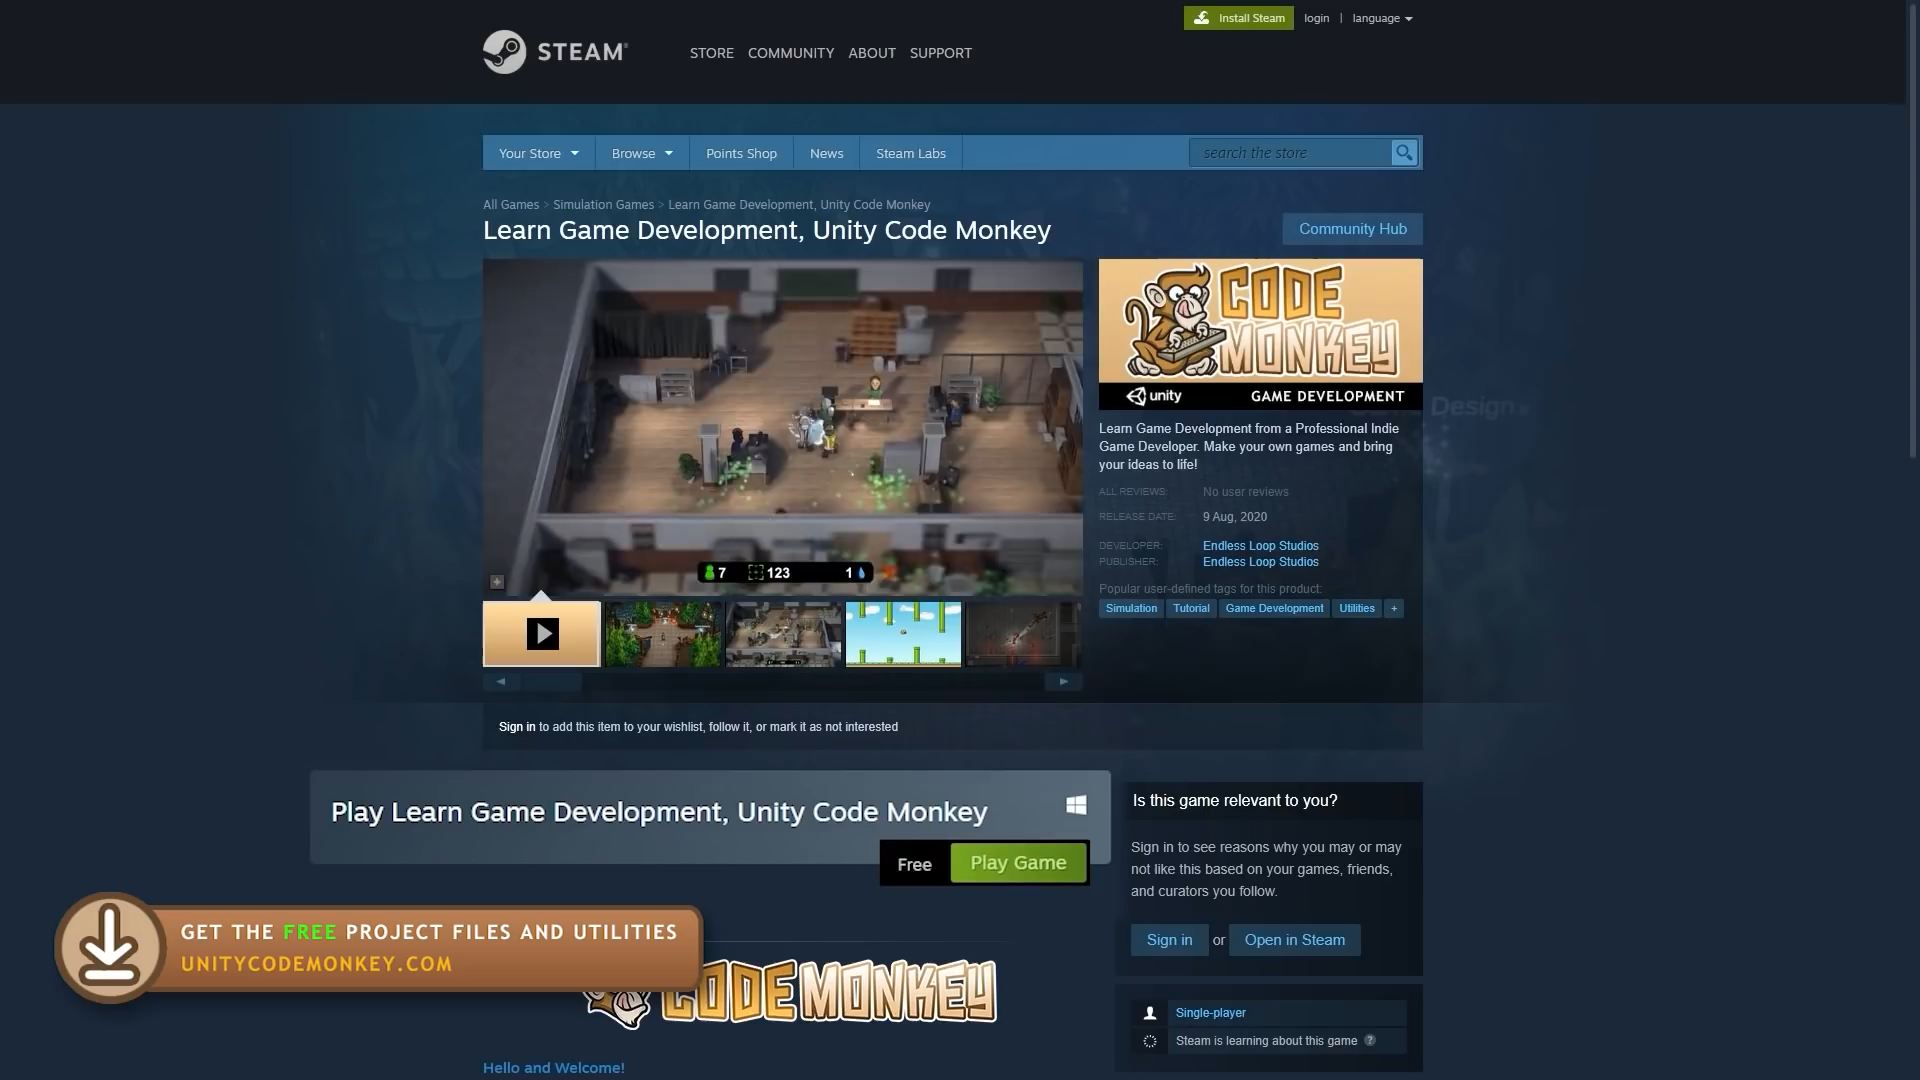 Install Steam login | language
STEAM
STORE COMMUNITY ABOUT SUPPORT
Your Store Browse Points Shop News Steam Labs search the store
All Games > Simulation Games > Learn Game Development, Unity Code Monkey
Learn Game Development, Unity Code Monkey
Community Hub
7 123 1
CODE
MONKEY
unity GAME DEVELOPMENT
Design
Learn Game Development from a Professional Indie
Game Developer. Make your own games and bring
your ideas to life!
ALL REVIEWS: No user reviews
RELEASE DATE: 9 Aug, 2020
DEVELOPER: Endless Loop Studios
PUBLISHER: Endless Loop Studios
Popular user-defined tags for this product:
Simulation Tutorial Game Development Utilities +
Sign in to add this item to your wishlist, follow it, or mark it as not interested
Play Learn Game Development, Unity Code Monkey
Free Play Game
Is this game relevant to you?
Sign in to see reasons why you may or may
not like this based on your games, friends,
and curators you follow.
Sign in or Open in Steam
GET THE FREE PROJECT FILES AND UTILITIES
UNITYCODEMONKEY.COM
CODE MONKEY
Single-player
Steam is learning about this game ?
Hello and Welcome!